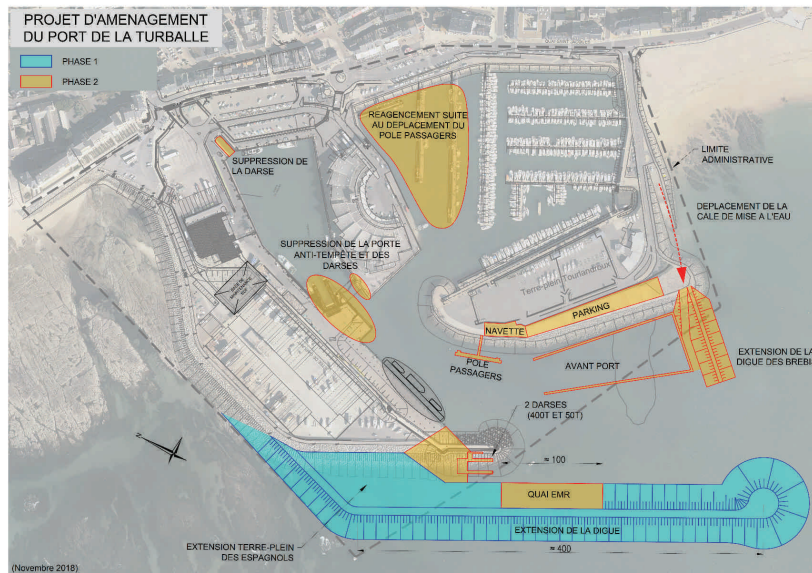 PROJET D'AMENAGEMENT
DU PORT DE LA TURBALLE
PHASE 1
PHASE 2
REAGENCEMENT SUITE
AU DEPLACEMENT DU
POLE PASSAGERS
SUPPRESSION DE
LA DARSE
LIMITE
ADMINISTRATIVE
DEPLACEMENT DE LA
CALE DE MISE A L'EAU
SUPPRESSION DE LA PORTE
ANTI-TEMPÊTE ET DES
DARSES
Terre-plein Tourlandroux
PARKING
NAVETTE
POLE
PASSAGERS
AVANT PORT
EXTENSION DE LA
DIGUE DES BREBIS
2 DARSES
(400T ET 50T)
≈ 100
QUAI EMR
EXTENSION DE LA DIGUE
EXTENSION TERRE-PLEIN
DES ESPAGNOLS
≈ 400
(Novembre 2018)